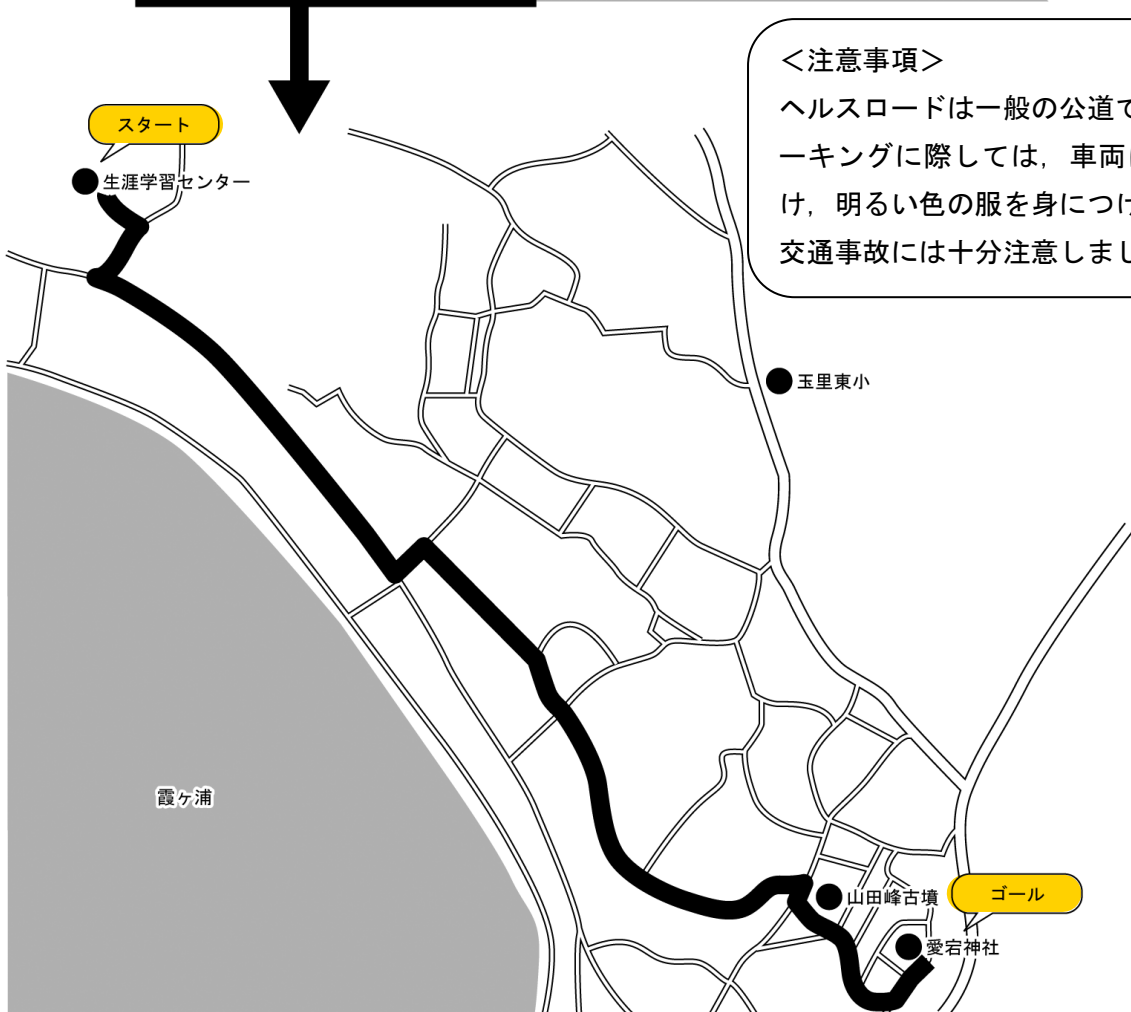 ＜注意事項＞
ヘルスロードは一般の公道で
ーキングに際しては，車両に
け，明るい色の服を身につけ
交通事故には十分注意しまし
スタート
生涯学習センター
玉里東小
霞ヶ浦
山田峰古墳
ゴール
愛宕神社